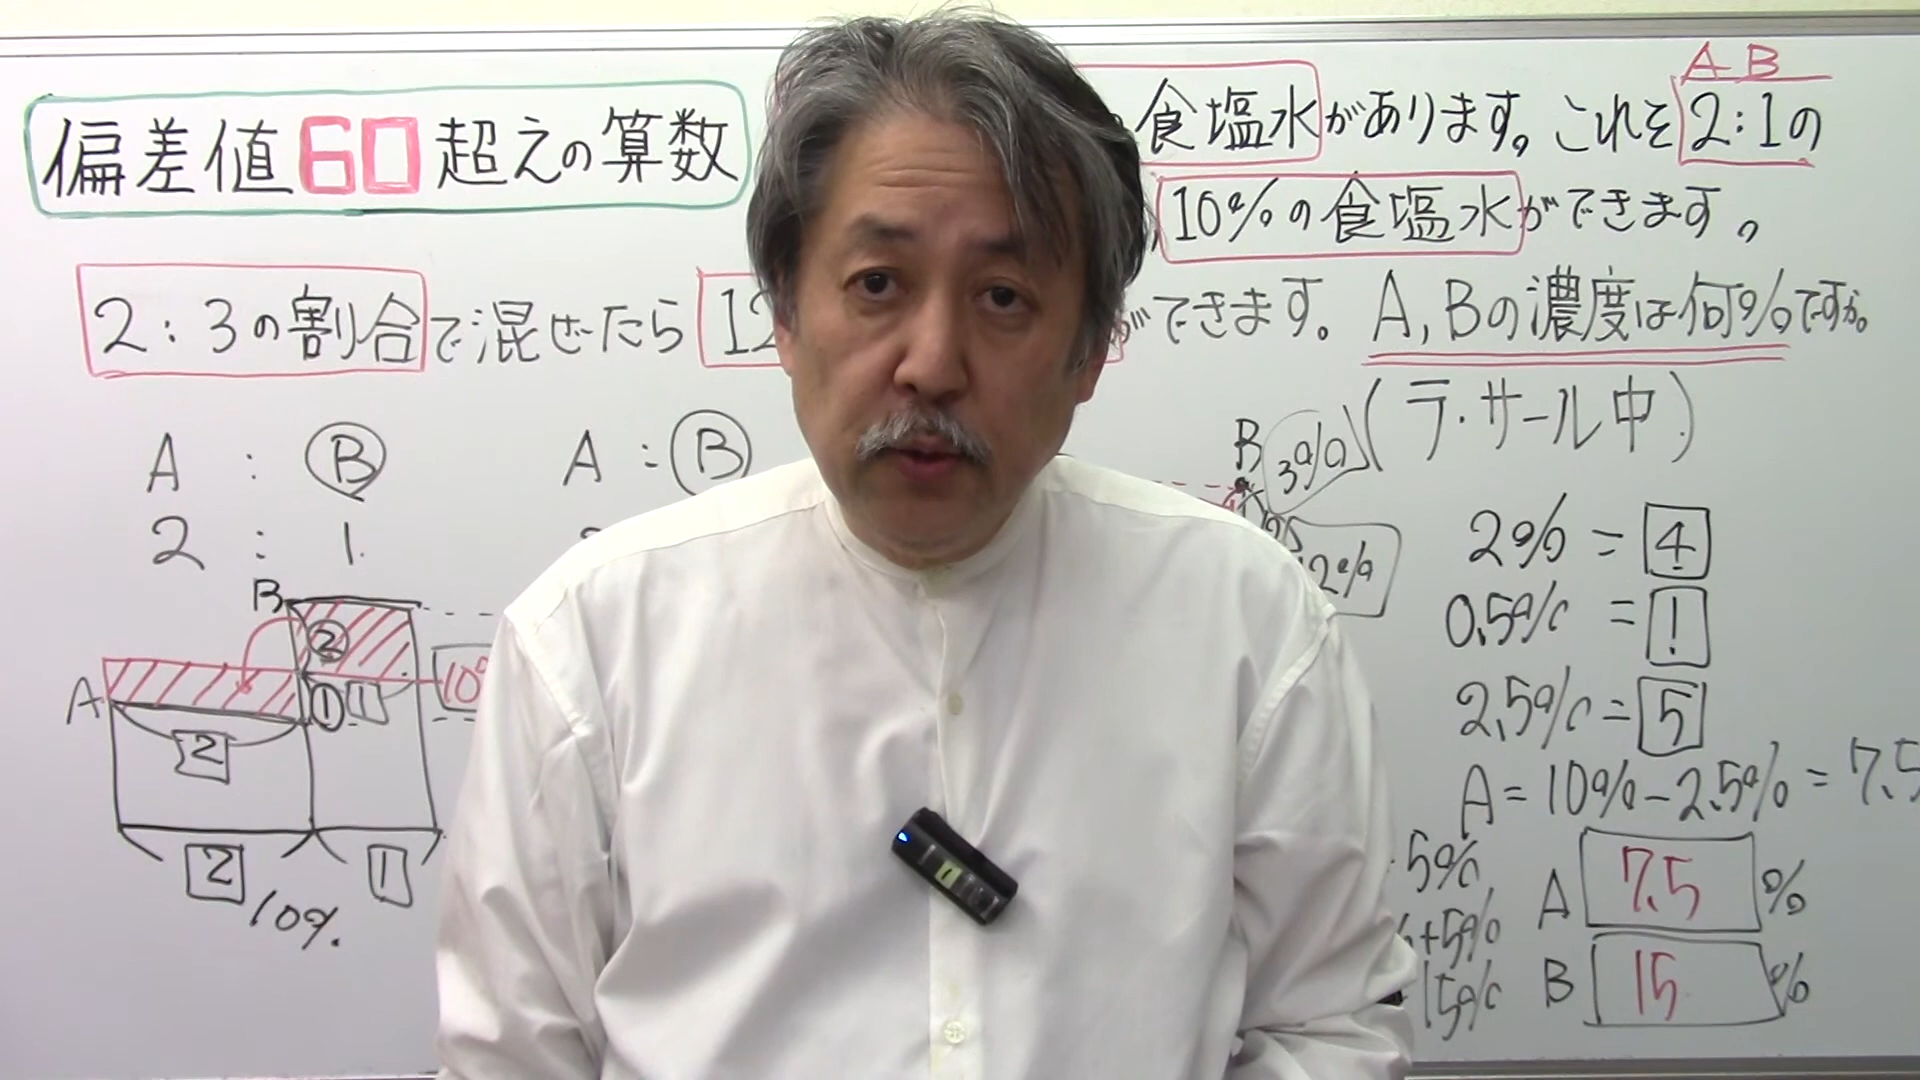 偏差値60超えの算数
A B
食塩水があります。これを2:1の
10%の食塩水ができます。
2:3の割合で混ぜたら
12
ができます。A,Bの濃度は何%ですか。
(ラ・サール中)
A : B
2 : 1
A : B
B
A
②
①
1
2
2
1
10%
10
B
3%
2%
2% = 4
0.5% = 1
2.5% = 5
A = 10% - 2.5% = 7.5
5%
+5%
15%
A 7.5 %
B 15 %